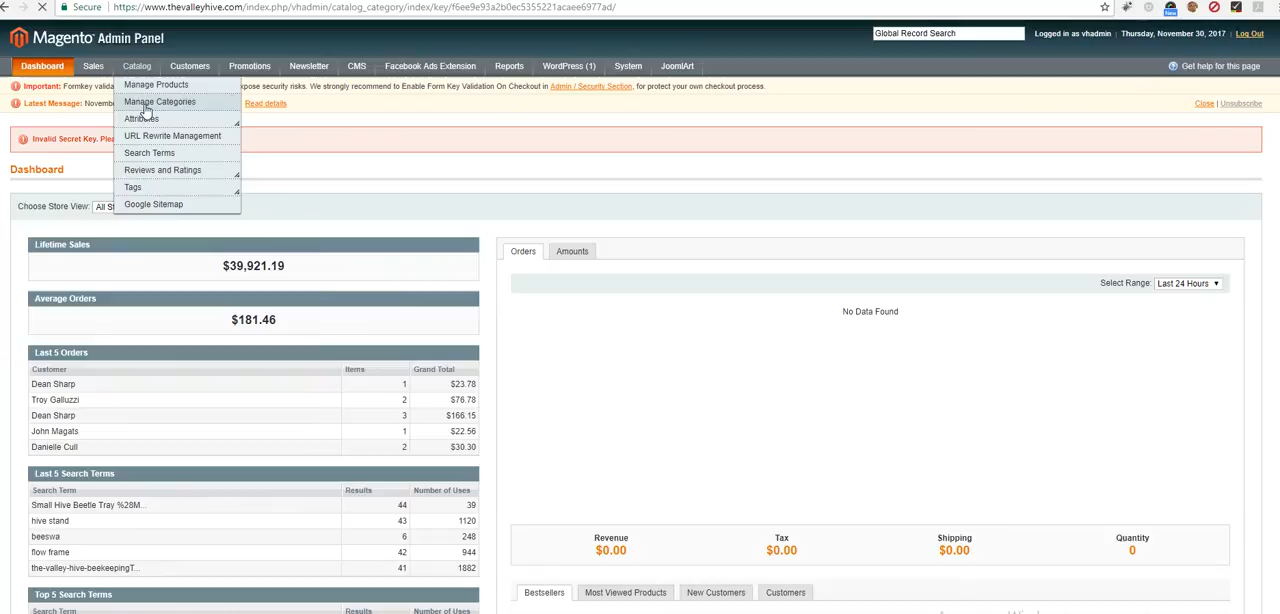 Secure https://www.thevalleyhive.com/index.php/vhadmin/catalog_category/index/key/f6ee9e93a2b0ec5355221acaee6977ad/
Magento Admin Panel
Global Record Search
Logged in as vhadmin | Thursday, November 30, 2017 | Log Out
Dashboard Sales Catalog Customers Promotions Newsletter CMS Facebook Ads Extension Reports WordPress (1) System JoomlArt Get help for this page
Important: Formkey valida xpose security risks. We strongly recommend to Enable Form Key Validation On Checkout in Admin / Security Section, for protect your own checkout process.
Latest Message: Novembe Read details Close | Unsubscribe
Invalid Secret Key. Plea
Manage Products
Manage Categories
Attributes
URL Rewrite Management
Search Terms
Reviews and Ratings
Tags
Google Sitemap
Dashboard
Choose Store View: All St
Lifetime Sales
$39,921.19
Average Orders
$181.46
Last 5 Orders
Customer Items Grand Total
Dean Sharp 1 $23.78
Troy Galluzzi 2 $76.78
Dean Sharp 3 $166.15
John Magats 1 $22.56
Danielle Cull 2 $30.30
Last 5 Search Terms
Search Term Results Number of Uses
Small Hive Beetle Tray %28M... 44 39
hive stand 43 1120
beeswa 6 248
flow frame 42 944
the-valley-hive-beekeepingT... 41 1882
Top 5 Search Terms
Search Term Results Number of Uses
Orders Amounts
Select Range: Last 24 Hours
No Data Found
Revenue Tax Shipping Quantity
$0.00 $0.00 $0.00 0
Bestsellers Most Viewed Products New Customers Customers